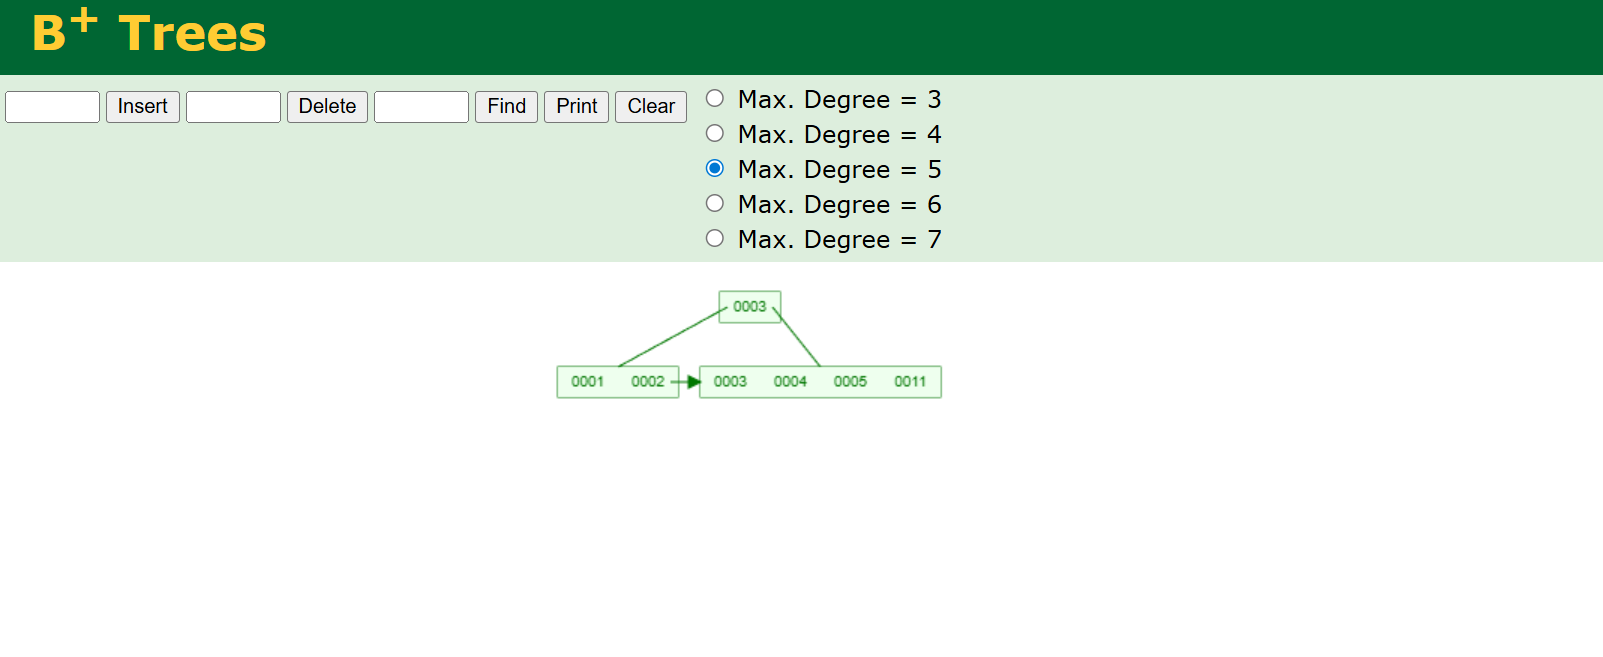 B+ Trees
Insert Delete Find Print Clear
Max. Degree = 3
Max. Degree = 4
Max. Degree = 5
Max. Degree = 6
Max. Degree = 7
0003
0001 0002 0003 0004 0005 0011